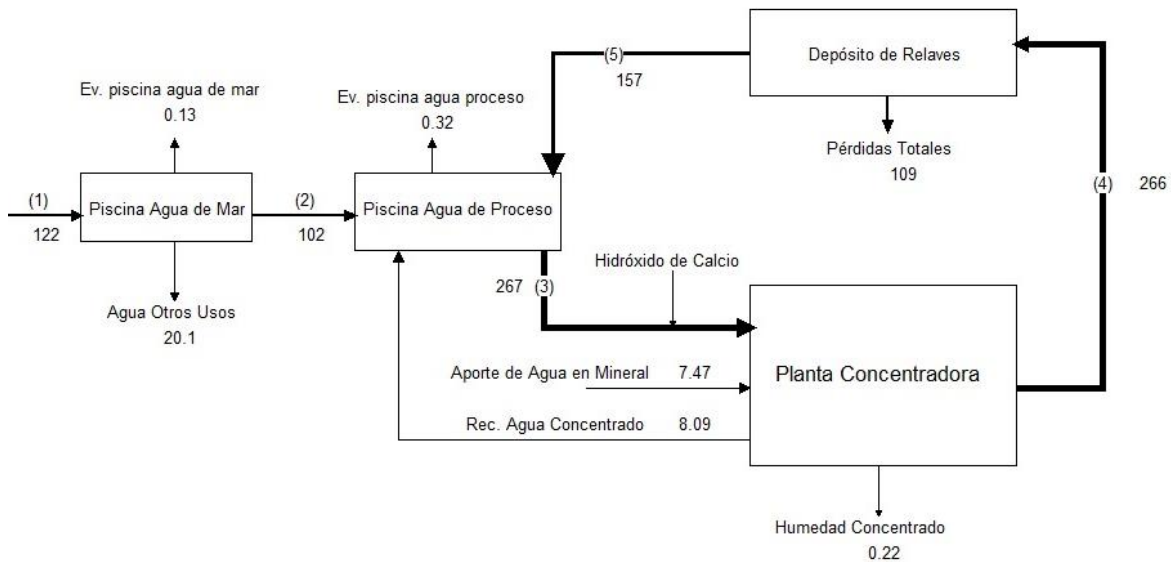 (5)
157
Depósito de Relaves
Ev. piscina agua de mar
0.13
Ev. piscina agua proceso
0.32
Pérdidas Totales
109
(4)
266
(1)
122
Piscina Agua de Mar
(2)
102
Piscina Agua de Proceso
Agua Otros Usos
20.1
267
(3)
Hidróxido de Calcio
Aporte de Agua en Mineral
7.47
Planta Concentradora
Rec. Agua Concentrado
8.09
Humedad Concentrado
0.22